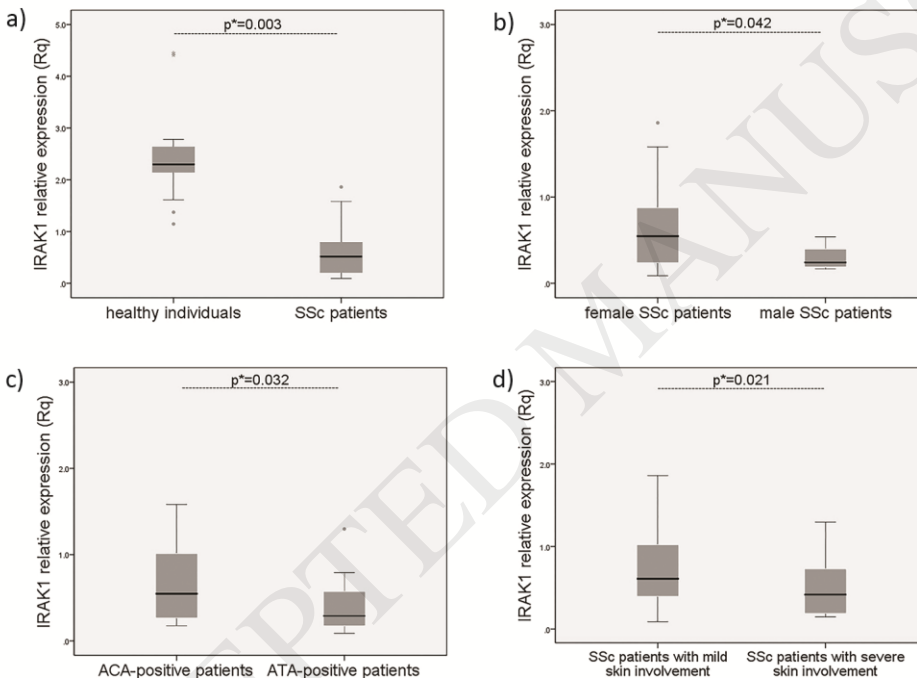 a)
p*=0.003
IRAK1 relative expression (Rq)
5.0
4.0
3.0
2.0
1.0
.0
healthy individuals
SSc patients
b)
p*=0.042
IRAK1 relative expression (Rq)
3.0
2.0
1.0
.0
female SSc patients
male SSc patients
c)
p*=0.032
IRAK1 relative expression (Rq)
3.0
2.0
1.0
.0
ACA-positive patients
ATA-positive patients
d)
p*=0.021
IRAK1 relative expression (Rq)
3.0
2.0
1.0
.0
SSc patients with mild
skin involvement
SSc patients with severe
skin involvement
EPTED MANUS